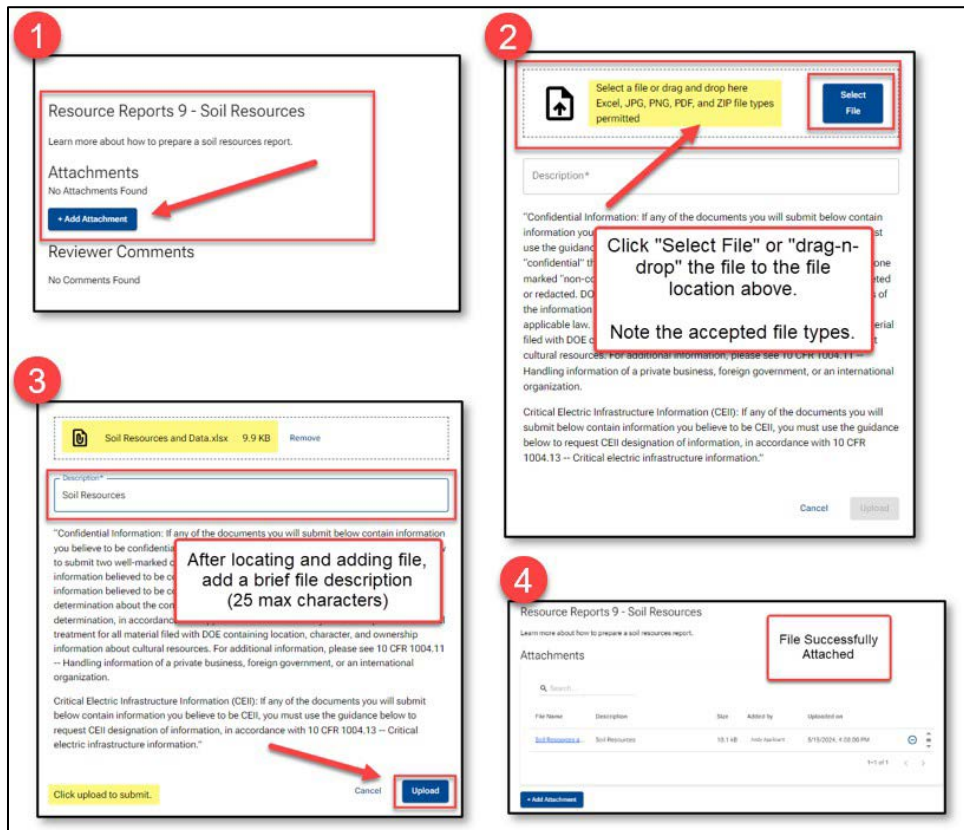 1
Resource Reports 9 - Soil Resources
Learn more about how to prepare a soil resources report.
Attachments
No Attachments Found
+ Add Attachment
Reviewer Comments
No Comments Found
2
Select a file or drag and drop here
Excel, JPG, PNG, PDF, and ZIP file types
permitted
Select
File
Description*
"Confidential Information: If any of the documents you will submit below contain
information you
use the guidance
"confidential"
marked
or redacted.
the information
applicable law.
filed with DOE
cultural resources. For additional information, please see 10 CFR 1004.11 --
Handling information of a private business, foreign government, or an international
organization.
Critical Electric Infrastructure Information (CEII): If any of the documents you will
submit below contain information you believe to be CEII, you must use the guidance
below to request CEII designation of information, in accordance with 10 CFR
1004.13 -- Critical electric infrastructure information."
Cancel
Upload
Click "Select File" or "drag-n-
drop" the file to the file
location above.
Note the accepted file types.
3
Soil Resources and Data.xlsx 9.9 KB Remove
Description*
Soil Resources
"Confidential Information: If any of the documents you will submit below contain information
you believe to be
to submit two well-marked
information believed to be
information believed to be
determination about the
determination, in accordance
treatment for all material filed with DOE containing location, character, and ownership
information about cultural resources. For additional information, please see 10 CFR 1004.11
-- Handling information of a private business, foreign government, or an international
organization.
Critical Electric Infrastructure Information (CEII): If any of the documents you will submit
below contain information you believe to be CEII, you must use the guidance below to
request CEII designation of information, in accordance with 10 CFR 1004.13 -- Critical
electric infrastructure information."
After locating and adding file,
add a brief file description
(25 max characters)
Click upload to submit.
Cancel
Upload
4
Resource Reports 9 - Soil Resources
Learn more about how to prepare a soil resources report.
Attachments
File Successfully
Attached
Search...
File Name Description Size Added by Uploaded on
Soil Resources a... Soil Resources 10.1 kB 8/15/2024, 4:00:00 PM
1-1 of 1
+ Add Attachment